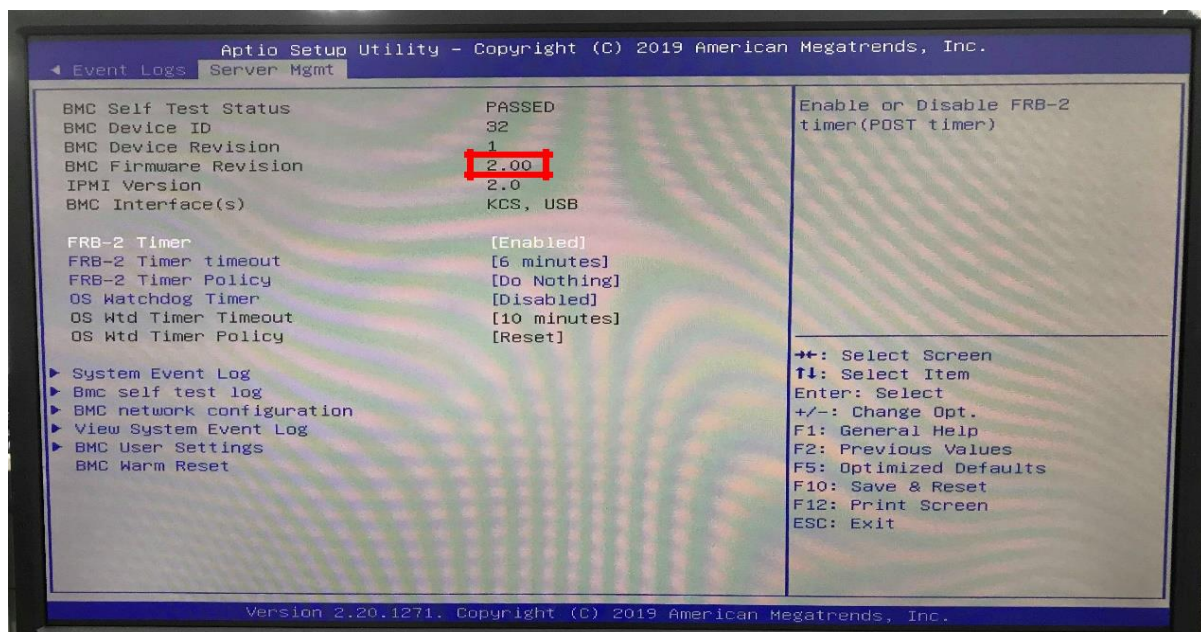 Aptio Setup Utility – Copyright (C) 2019 American Megatrends, Inc.
◄ Event Logs Server Mgmt
BMC Self Test Status PASSED
BMC Device ID 32
BMC Device Revision 1
BMC Firmware Revision 2.00
IPMI Version 2.0
BMC Interface(s) KCS, USB
FRB-2 Timer [Enabled]
FRB-2 Timer timeout [6 minutes]
FRB-2 Timer Policy [Do Nothing]
OS Watchdog Timer [Disabled]
OS Wtd Timer Timeout [10 minutes]
OS Wtd Timer Policy [Reset]
► System Event Log
► Bmc self test log
► BMC network configuration
► View System Event Log
► BMC User Settings
BMC Warm Reset
Enable or Disable FRB-2
timer(POST timer)
→←: Select Screen
↑↓: Select Item
Enter: Select
+/-: Change Opt.
F1: General Help
F2: Previous Values
F5: Optimized Defaults
F10: Save & Reset
F12: Print Screen
ESC: Exit
Version 2.20.1271. Copyright (C) 2019 American Megatrends, Inc.